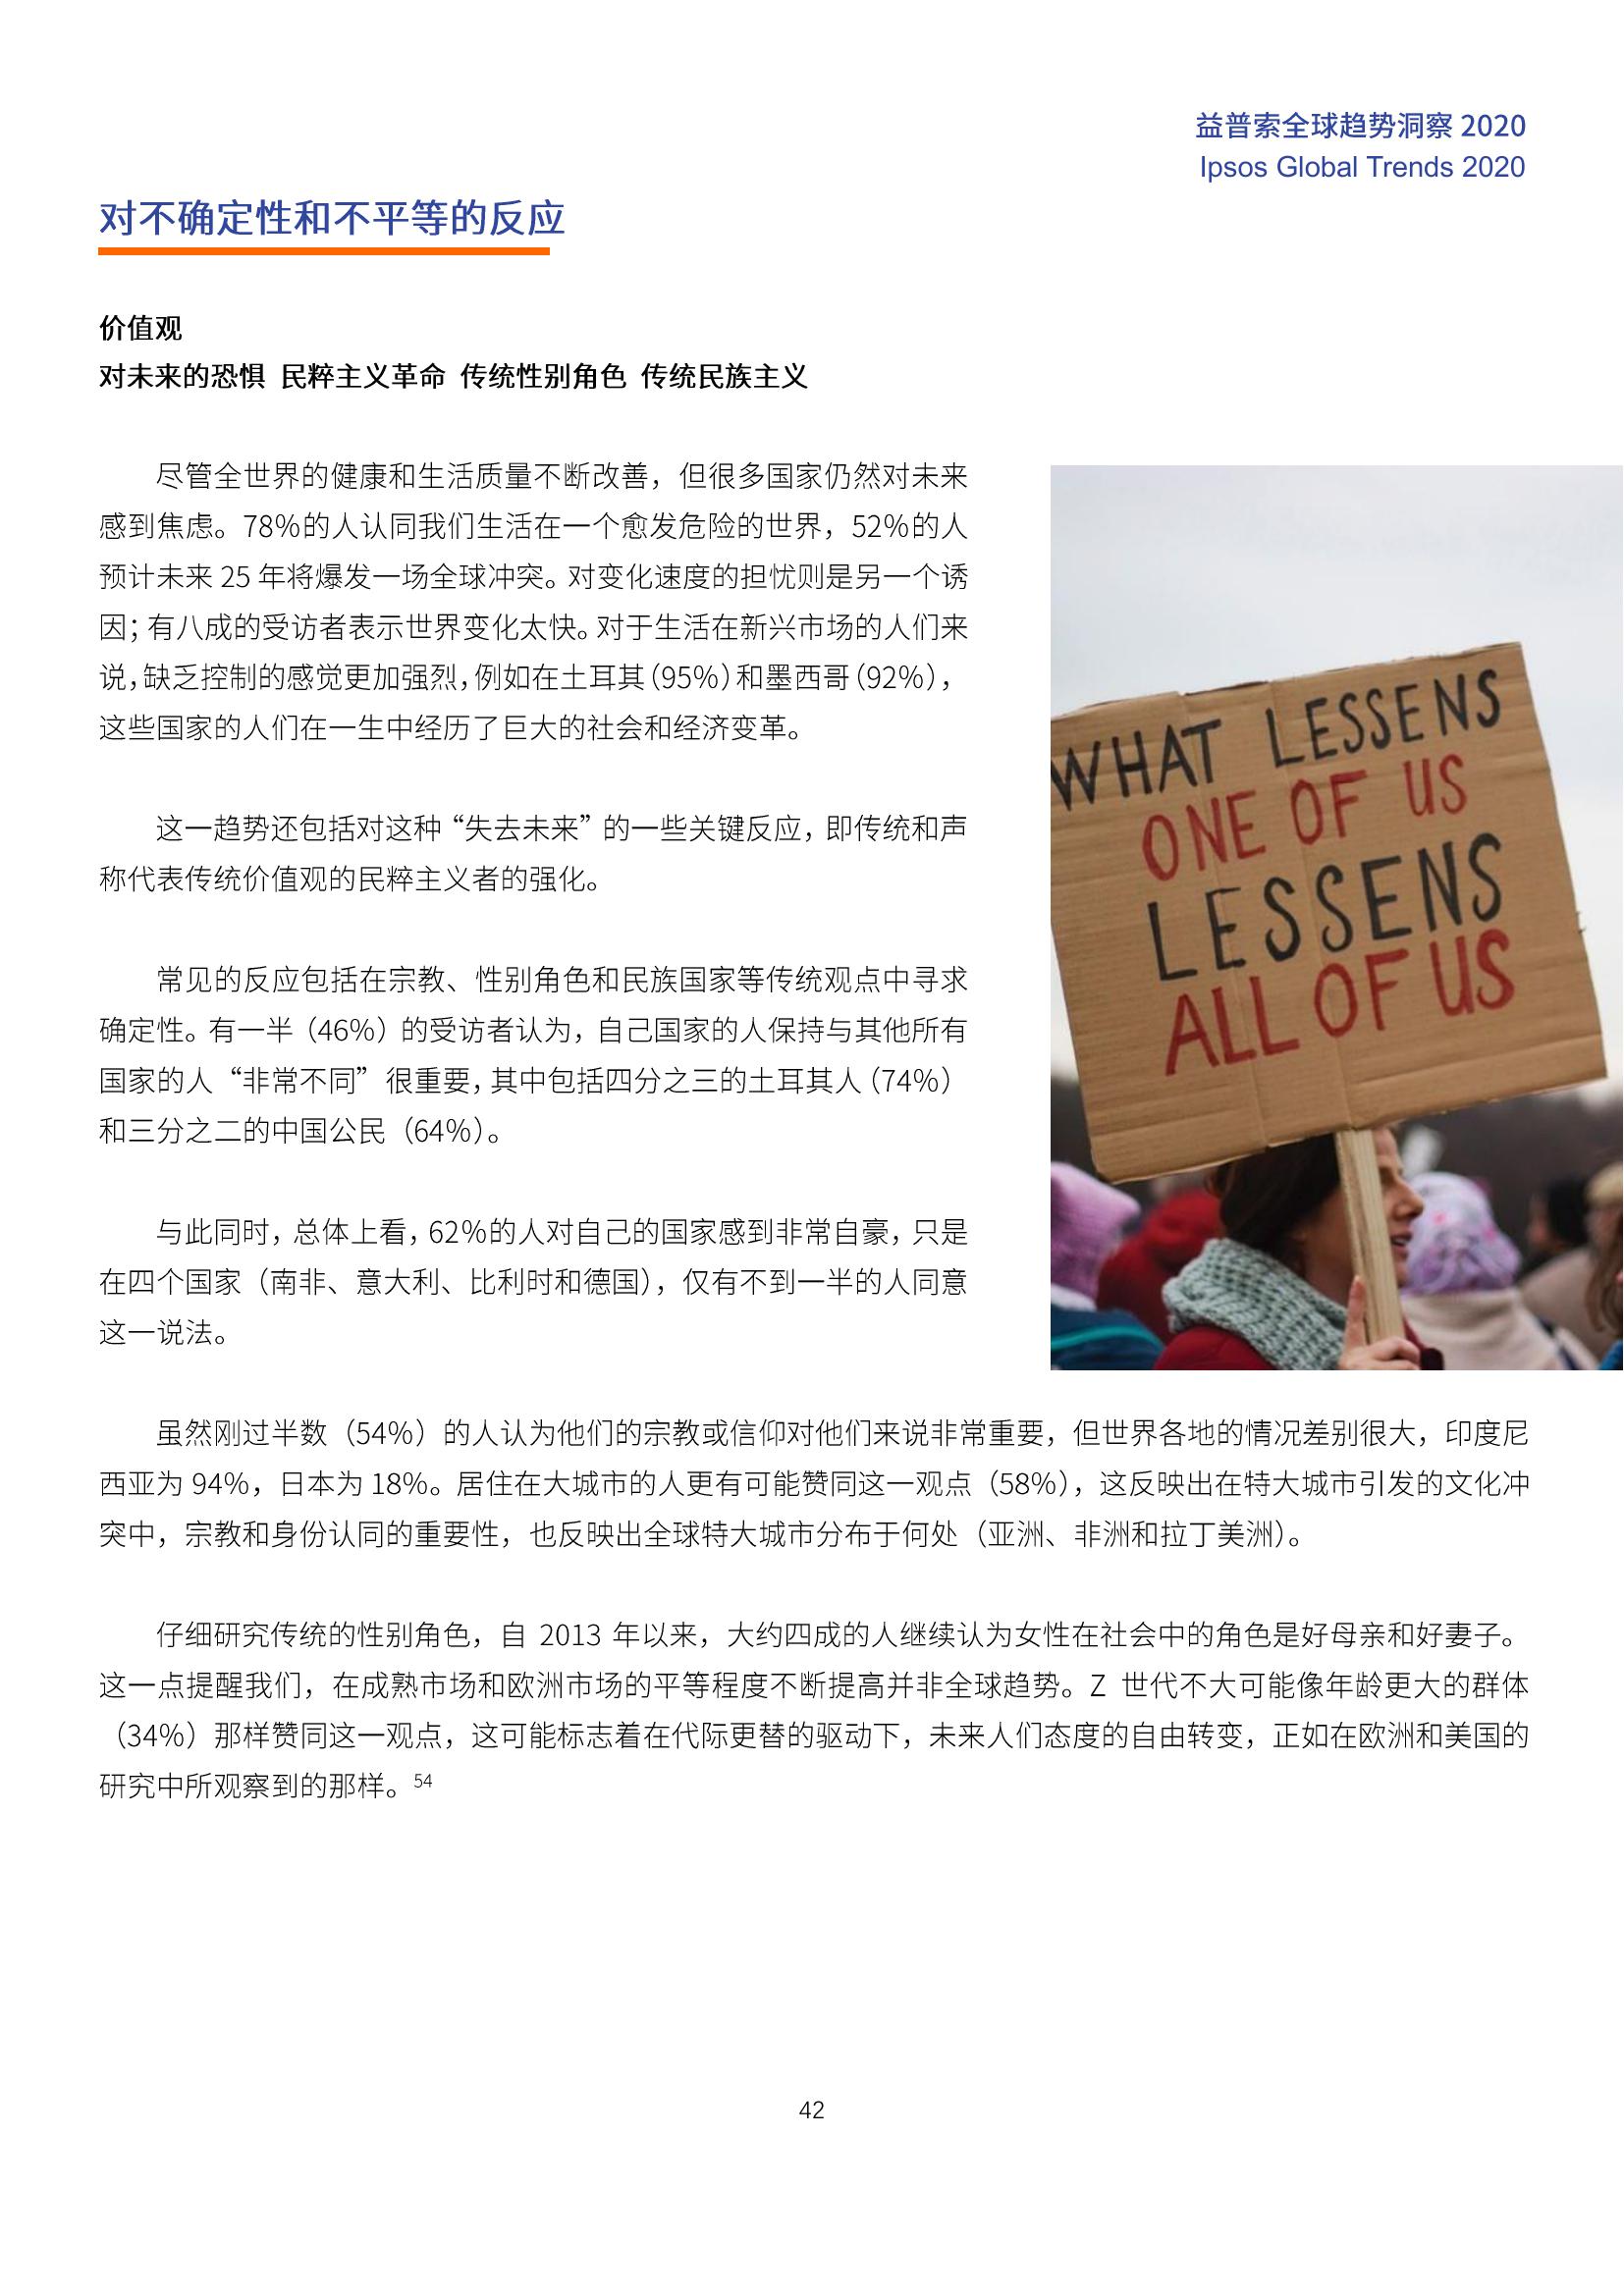 益普索全球趋势洞察 2020
Ipsos Global Trends 2020
对不确定性和不平等的反应
价值观
对未来的恐惧 民粹主义革命 传统性别角色 传统民族主义
尽管全世界的健康和生活质量不断改善，但很多国家仍然对未来
感到焦虑。78%的人认同我们生活在一个愈发危险的世界，52%的人
预计未来 25 年将爆发一场全球冲突。对变化速度的担忧则是另一个诱
因；有八成的受访者表示世界变化太快。对于生活在新兴市场的人们来
说，缺乏控制的感觉更加强烈，例如在土耳其（95%）和墨西哥（92%），
这些国家的人们在一生中经历了巨大的社会和经济变革。
这一趋势还包括对这种“失去未来”的一些关键反应，即传统和声
称代表传统价值观的民粹主义者的强化。
常见的反应包括在宗教、性别角色和民族国家等传统观点中寻求
确定性。有一半（46%）的受访者认为，自己国家的人保持与其他所有
国家的人“非常不同”很重要，其中包括四分之三的土耳其人（74%）
和三分之二的中国公民（64%）。
与此同时，总体上看，62%的人对自己的国家感到非常自豪，只是
在四个国家（南非、意大利、比利时和德国），仅有不到一半的人同意
这一说法。
WHAT LESSENS
ONE OF US
LESSENS
ALL OF US
虽然刚过半数（54%）的人认为他们的宗教或信仰对他们来说非常重要，但世界各地的情况差别很大，印度尼
西亚为 94%，日本为 18%。居住在大城市的人更有可能赞同这一观点（58%），这反映出在特大城市引发的文化冲
突中，宗教和身份认同的重要性，也反映出全球特大城市分布于何处（亚洲、非洲和拉丁美洲）。
仔细研究传统的性别角色，自 2013 年以来，大约四成的人继续认为女性在社会中的角色是好母亲和好妻子。
这一点提醒我们，在成熟市场和欧洲市场的平等程度不断提高并非全球趋势。Z 世代不大可能像年龄更大的群体
（34%）那样赞同这一观点，这可能标志着在代际更替的驱动下，未来人们态度的自由转变，正如在欧洲和美国的
研究中所观察到的那样。54
42